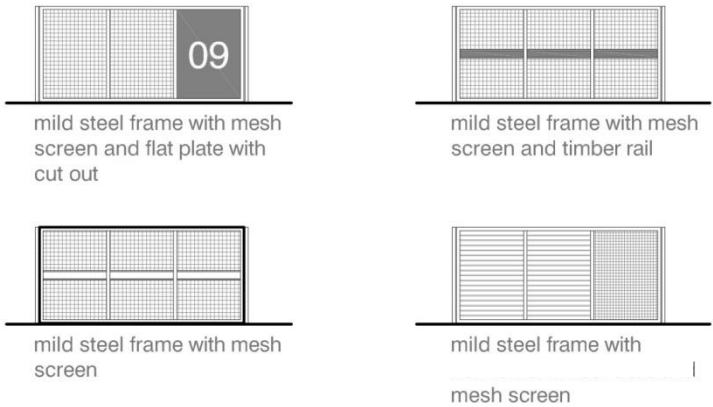 09
mild steel frame with mesh
screen and flat plate with
cut out
mild steel frame with mesh
screen and timber rail
mild steel frame with mesh
screen
mild steel frame with
mesh screen